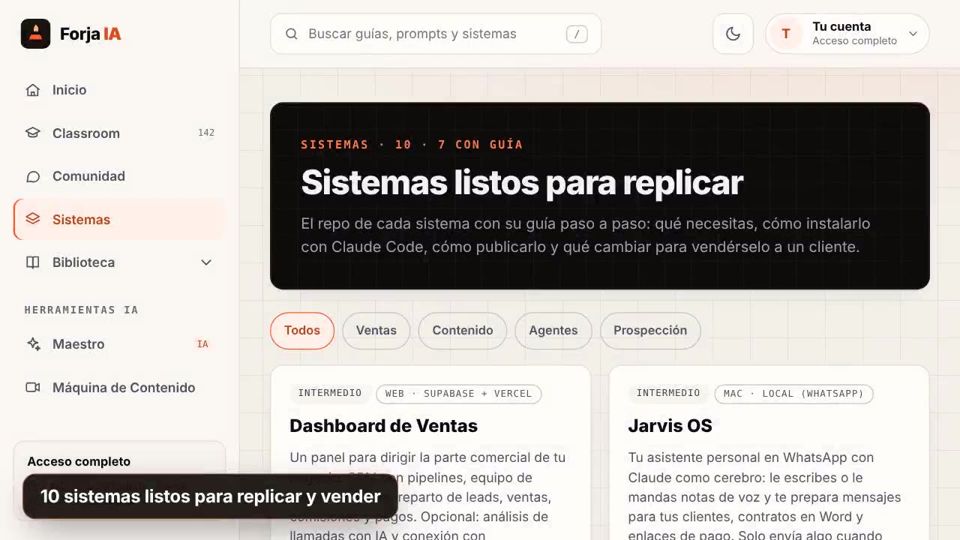 Forja IA
Buscar guías, prompts y sistemas
/
T
Tu cuenta
Acceso completo
Inicio
Classroom 142
Comunidad
Sistemas
Biblioteca
HERRAMIENTAS IA
Maestro IA
Máquina de Contenido
Acceso completo
SISTEMAS · 10 · 7 CON GUÍA
Sistemas listos para replicar
El repo de cada sistema con su guía paso a paso: qué necesitas, cómo instalarlo
con Claude Code, cómo publicarlo y qué cambiar para vendérselo a un cliente.
Todos
Ventas
Contenido
Agentes
Prospección
INTERMEDIO
WEB · SUPABASE + VERCEL
Dashboard de Ventas
Un panel para dirigir la parte comercial de tu
pipelines, equipo de
reparto de leads, ventas,
pagos. Opcional: análisis de
llamadas con IA y conexión con
INTERMEDIO
MAC · LOCAL (WHATSAPP)
Jarvis OS
Tu asistente personal en WhatsApp con
Claude como cerebro: le escribes o le
mandas notas de voz y te prepara mensajes
para tus clientes, contratos en Word y
enlaces de pago. Solo envía algo cuando
10 sistemas listos para replicar y vender